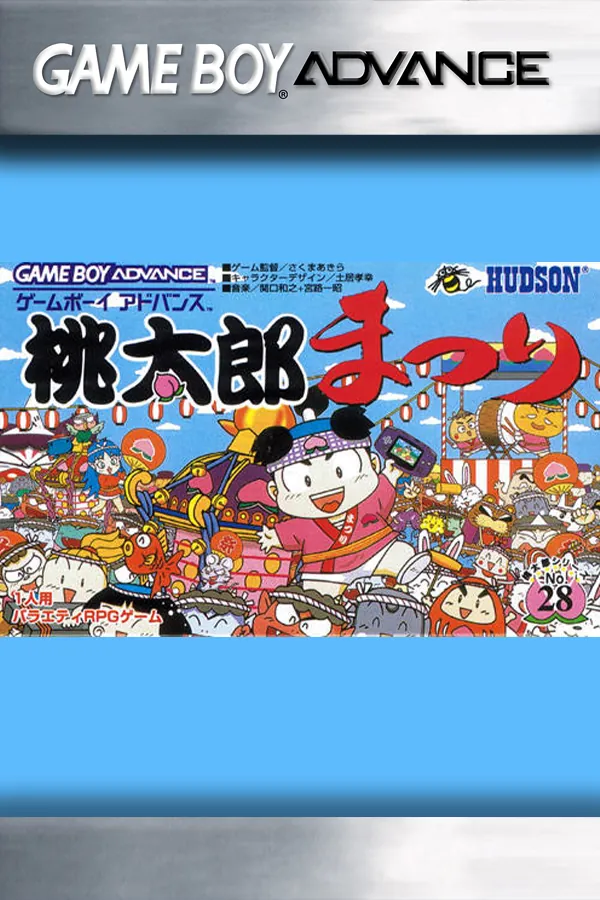 GAME BOY ADVANCE
®
GAME BOY ADVANCE
ゲームボーイ アドバンス™
■ゲーム監督/さくまあきら
■キャラクターデザイン/土居孝幸
■音楽/関口和之+宮路一昭
HUDSON®
桃太郎まつり
祭
1人用
バラエティRPGゲーム
No.
28